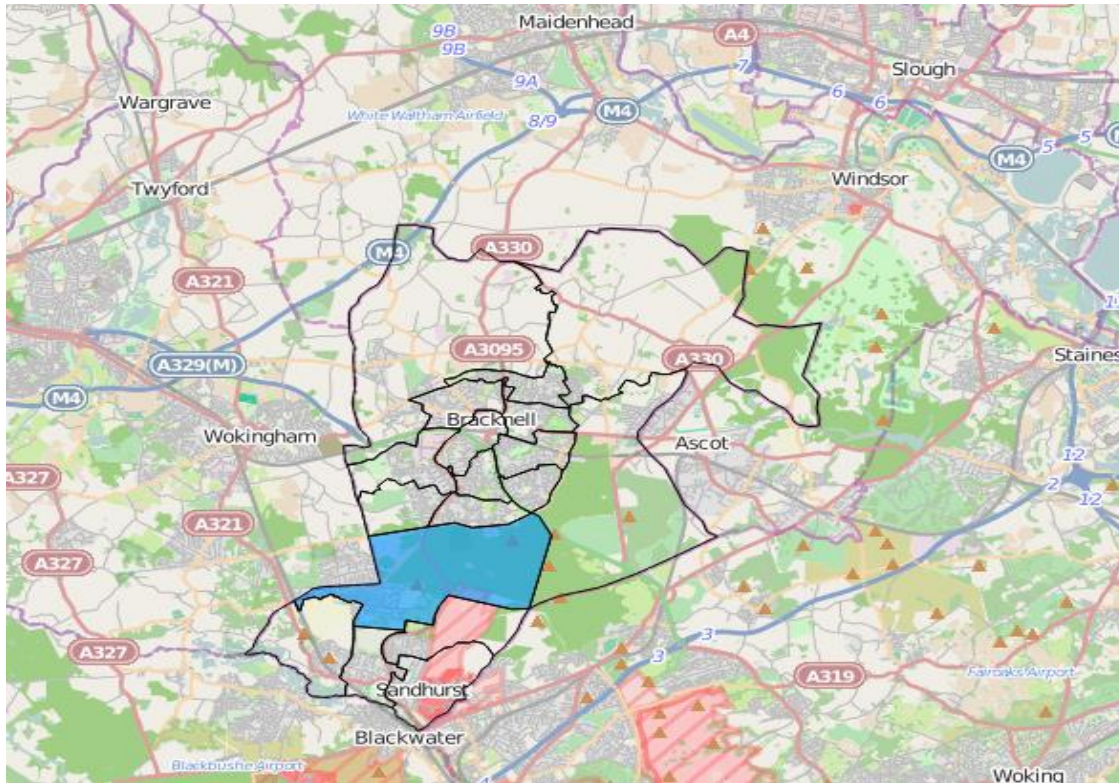 Maidenhead
9B
9B
9A
A4
Slough
7
6
6
Wargrave
White Waltham Airfield
8/9
M4
5
5
M4
Twyford
Windsor
M4
A330
A321
A3095
A330
Staines
A329(M)
M4
Bracknell
Wokingham
Ascot
12
2
12
A327
A321
A327
3
3
A327
Fairoaks Airport
A319
Sandhurst
Blackwater
Blackbushe Airport
4
Woking